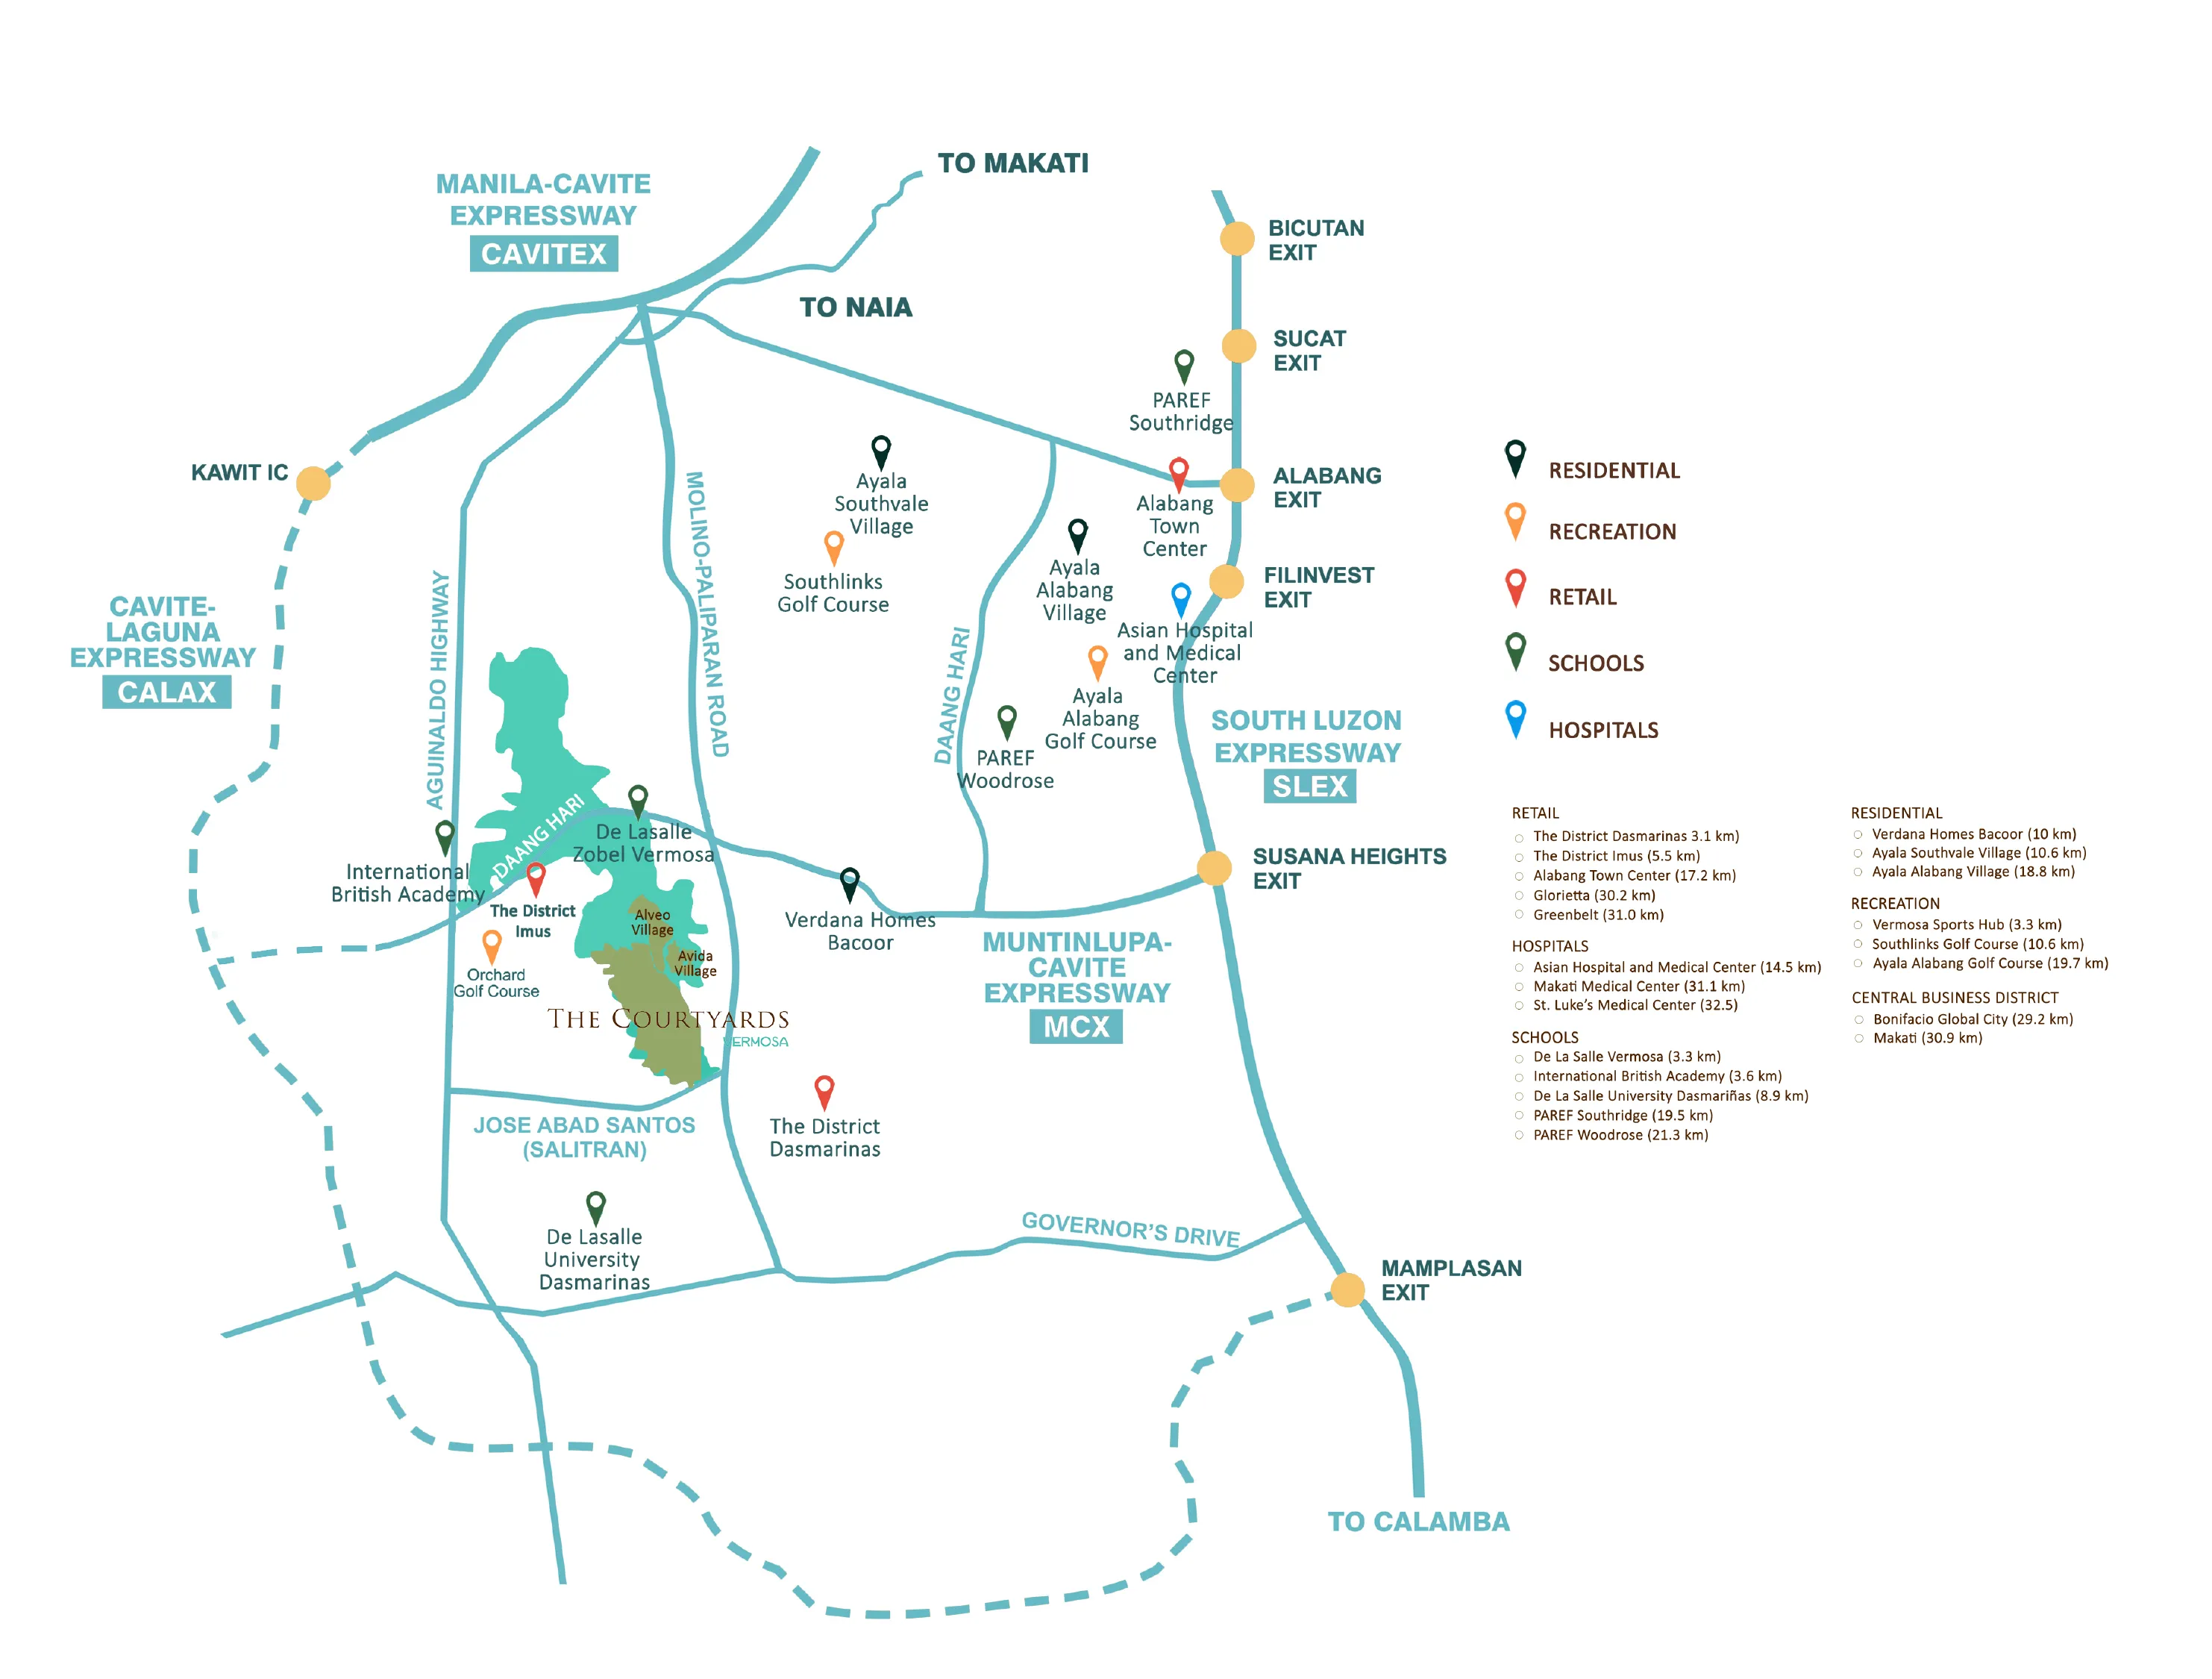 TO MAKATI
MANILA-CAVITE
EXPRESSWAY
CAVITEX
BICUTAN
EXIT
TO NAIA
SUCAT
EXIT
PAREF
Southridge
KAWIT IC
Ayala
Southvale
Village
ALABANG
EXIT
Alabang
Town
Center
MOLINO-PALIPARAN ROAD
Southlinks
Golf Course
Ayala
Alabang
Village
FILINVEST
EXIT
Asian Hospital
and Medical
Center
CAVITE-
LAGUNA
EXPRESSWAY
CALAX
AGUINALDO HIGHWAY
DAANG HARI
Ayala
Alabang
Golf Course
PAREF
Woodrose
SOUTH LUZON
EXPRESSWAY
SLEX
DAANG HARI
De Lasalle
Zobel Vermosa
International
British Academy
The District
Imus
Alveo
Village
Avida
Village
Orchard
Golf Course
Verdana Homes
Bacoor
SUSANA HEIGHTS
EXIT
MUNTINLUPA-
CAVITE
EXPRESSWAY
MCX
THE COURTYARDS
VERMOSA
The District
Dasmarinas
JOSE ABAD SANTOS
(SALITRAN)
De Lasalle
University
Dasmarinas
GOVERNOR'S DRIVE
MAMPLASAN
EXIT
TO CALAMBA
RESIDENTIAL
RECREATION
RETAIL
SCHOOLS
HOSPITALS
RETAIL
The District Dasmarinas 3.1 km)
The District Imus (5.5 km)
Alabang Town Center (17.2 km)
Glorietta (30.2 km)
Greenbelt (31.0 km)
HOSPITALS
Asian Hospital and Medical Center (14.5 km)
Makati Medical Center (31.1 km)
St. Luke's Medical Center (32.5)
SCHOOLS
De La Salle Vermosa (3.3 km)
International British Academy (3.6 km)
De La Salle University Dasmariñas (8.9 km)
PAREF Southridge (19.5 km)
PAREF Woodrose (21.3 km)
RESIDENTIAL
Verdana Homes Bacoor (10 km)
Ayala Southvale Village (10.6 km)
Ayala Alabang Village (18.8 km)
RECREATION
Vermosa Sports Hub (3.3 km)
Southlinks Golf Course (10.6 km)
Ayala Alabang Golf Course (19.7 km)
CENTRAL BUSINESS DISTRICT
Bonifacio Global City (29.2 km)
Makati (30.9 km)